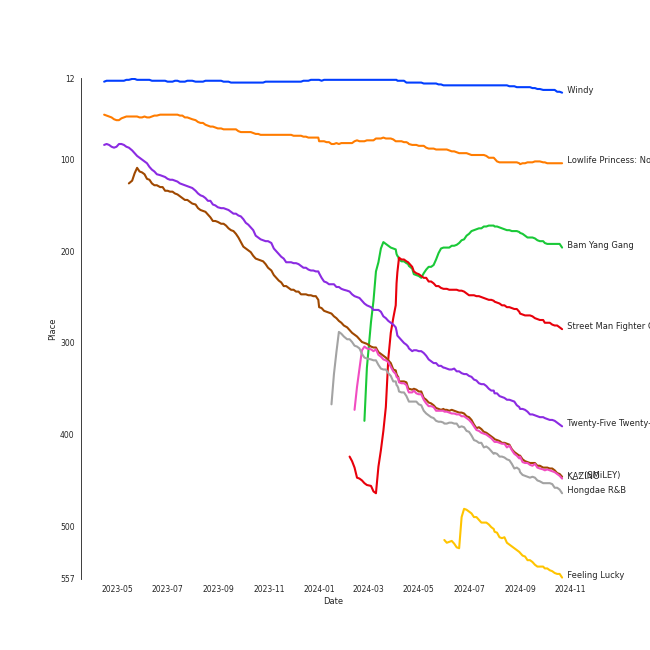 12
100
200
300
400
500
557
Place
2023-05
2023-07
2023-09
2023-11
2024-01
2024-03
2024-05
2024-07
2024-09
2024-11
Date
Windy
Lowlife Princess: No
Bam Yang Gang
Street Man Fighter
Twenty-Five Twenty-
KAZINO
(SMiLEY)
Hongdae R&B
Feeling Lucky